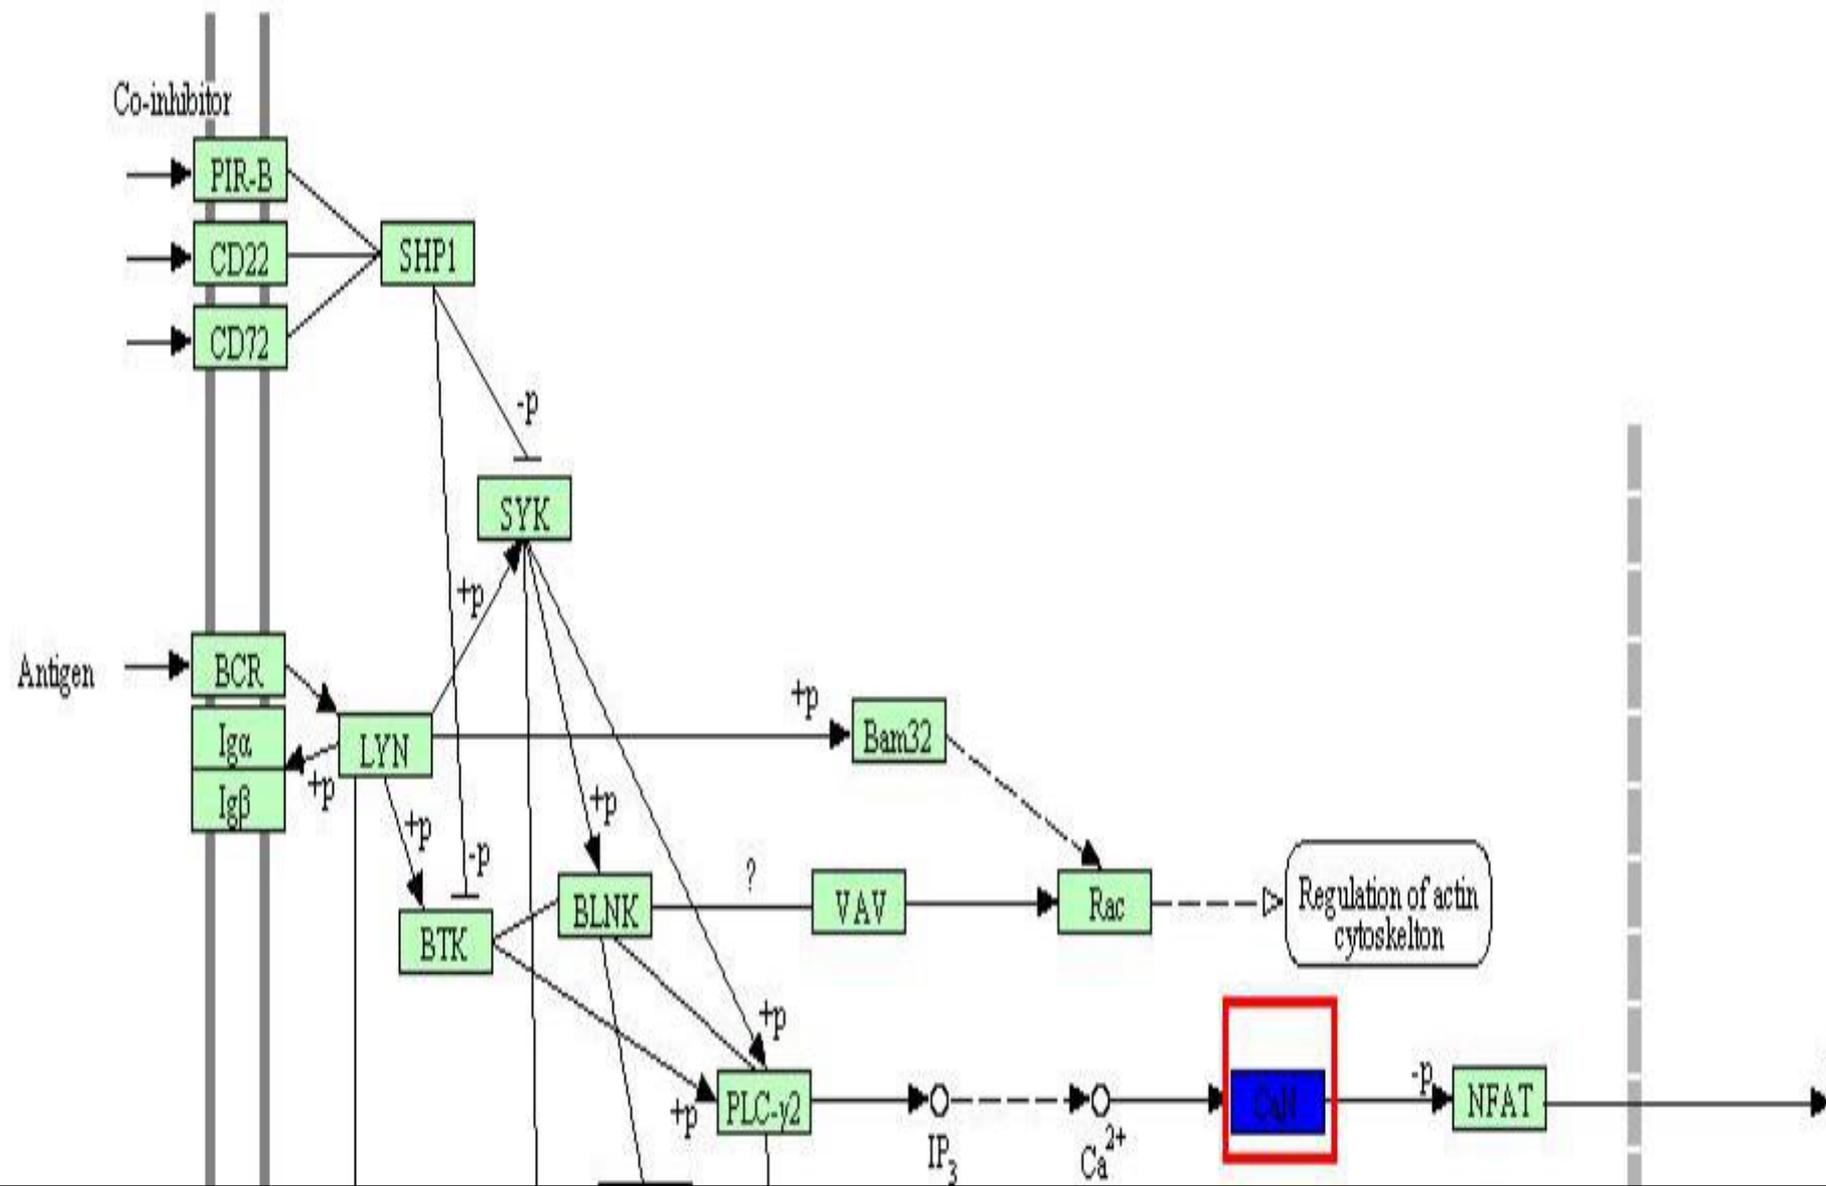 Co-inhibitor
PIR-B
CD22
SHP1
CD72
-p
SYK
+p
Antigen
BCR
+p
Bam32
Igα
LYN
+p
Igβ
+p
+p
-p
?
BLNK
VAV
Rac
Regulation of actin
cytoskelton
BTK
+p
-p
+p
PLC-γ2
IP3
Ca2+
CaN
NFAT